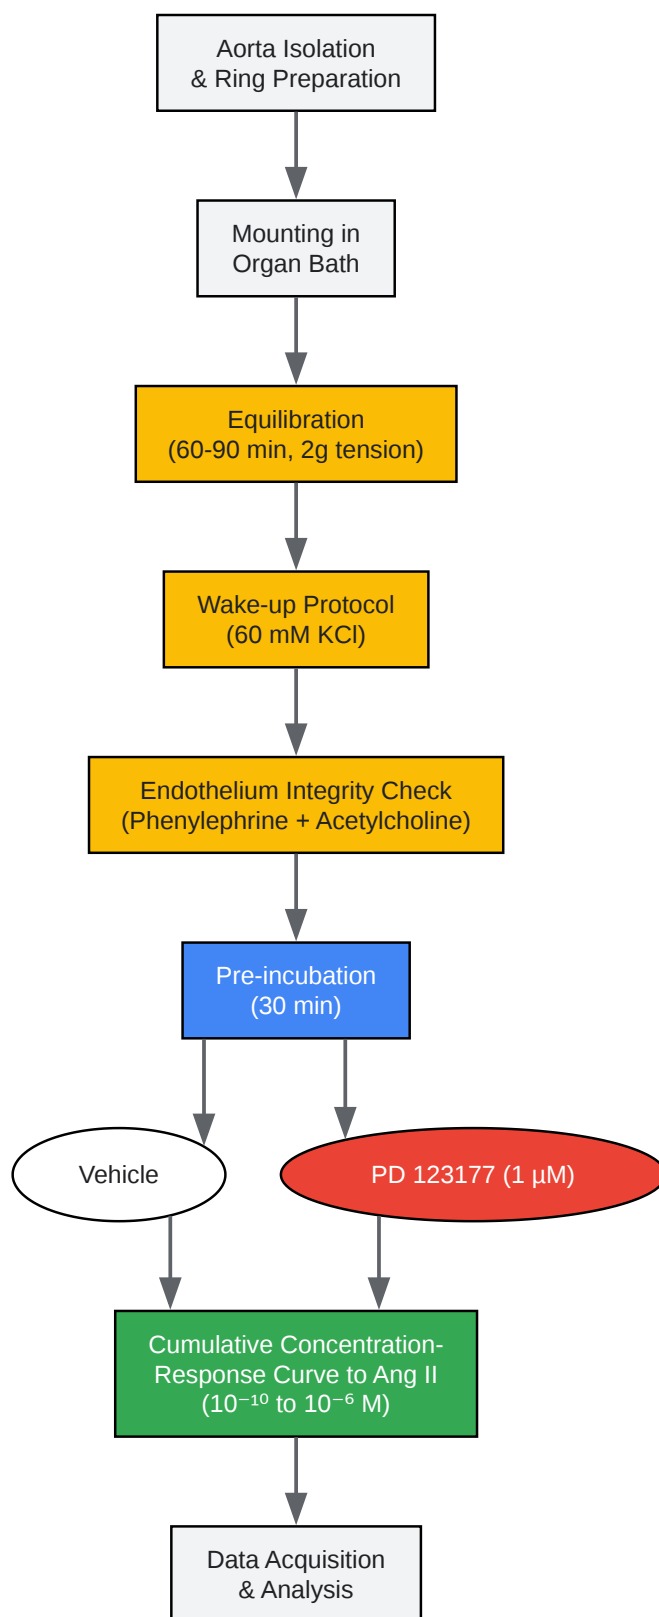 Aorta Isolation
& Ring Preparation
Mounting in
Organ Bath
Equilibration
(60-90 min, 2g tension)
Wake-up Protocol
(60 mM KCl)
Endothelium Integrity Check
(Phenylephrine + Acetylcholine)
Pre-incubation
(30 min)
Vehicle
PD 123177 (1 µM)
Cumulative Concentration-
Response Curve to Ang II
(10⁻¹⁰ to 10⁻⁶ M)
Data Acquisition
& Analysis